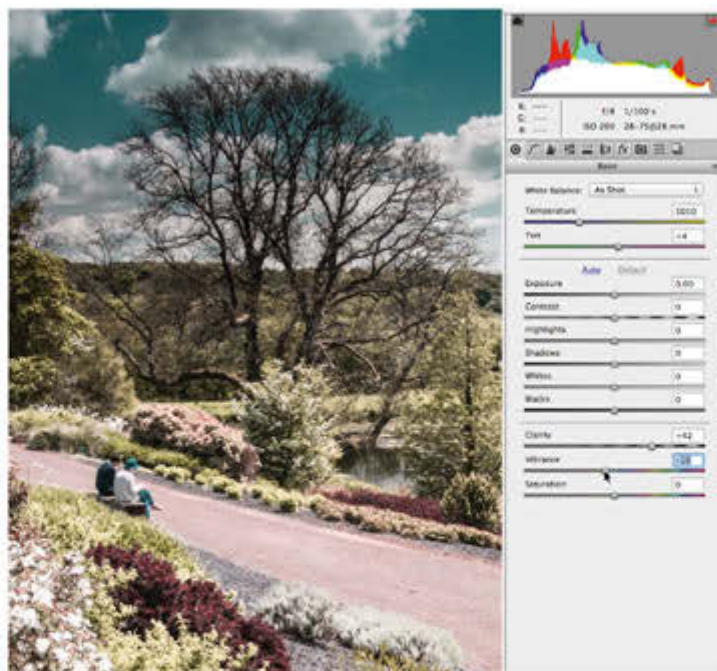 R: ---
G: ---
B: ---
f/8 1/100 s
ISO 200 28-75@28 mm
Basic
White Balance: As Shot
Temperature
Tint +4
Auto Default
Exposure 0.00
Contrast 0
Highlights 0
Shadows 0
Whites 0
Blacks 0
Clarity +42
Vibrance
Saturation 0